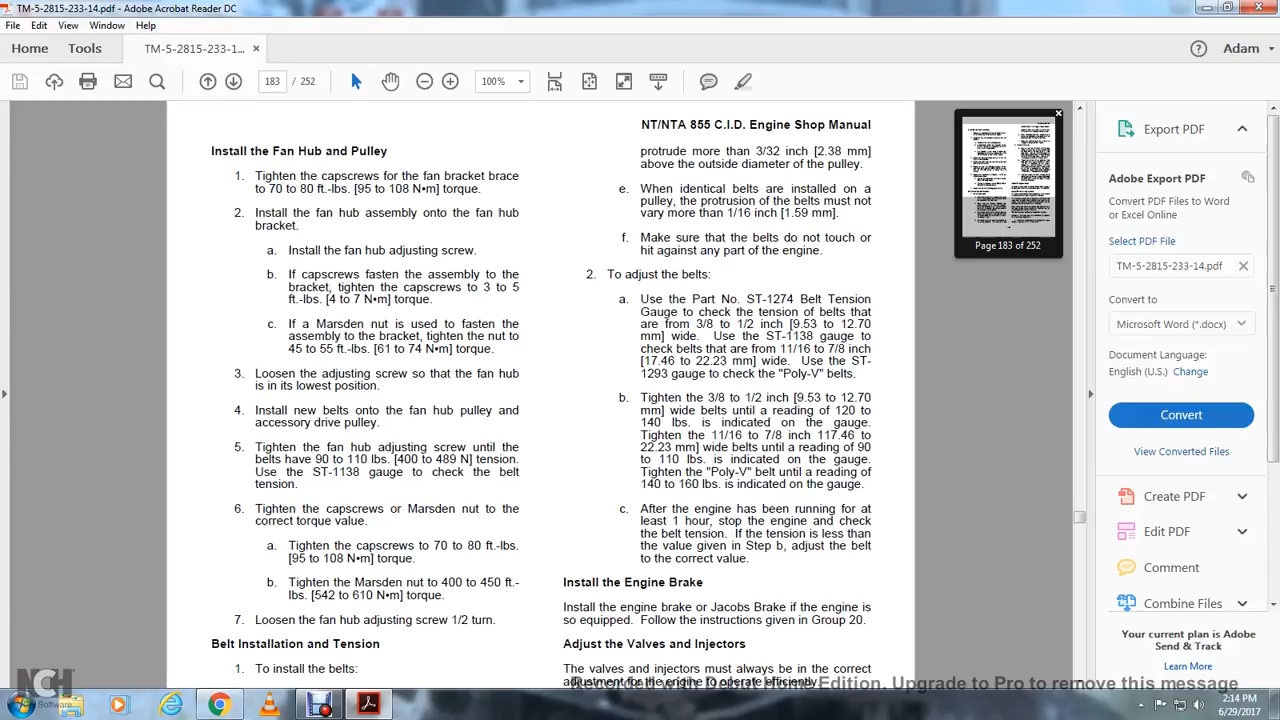 TM-5-2815-233-14.pdf - Adobe Acrobat Reader DC
File Edit View Window Help
Home Tools TM-5-2815-233-1... × Adam
183 / 252 100%
NT/NTA 855 C.I.D. Engine Shop Manual
Install the Fan Hub and Pulley
1. Tighten the capscrews for the fan bracket brace
to 70 to 80 ft.-lbs. [95 to 108 N•m] torque.
2. Install the fan hub assembly onto the fan hub
bracket.
a. Install the fan hub adjusting screw.
b. If capscrews fasten the assembly to the
bracket, tighten the capscrews to 3 to 5
ft.-lbs. [4 to 7 N•m] torque.
c. If a Marsden nut is used to fasten the
assembly to the bracket, tighten the nut to
45 to 55 ft.-lbs. [61 to 74 N•m] torque.
3. Loosen the adjusting screw so that the fan hub
is in its lowest position.
4. Install new belts onto the fan hub pulley and
accessory drive pulley.
5. Tighten the fan hub adjusting screw until the
belts have 90 to 110 lbs. [400 to 489 N] tension.
Use the ST-1138 gauge to check the belt
tension.
6. Tighten the capscrews or Marsden nut to the
correct torque value.
a. Tighten the capscrews to 70 to 80 ft.-lbs.
[95 to 108 N•m] torque.
b. Tighten the Marsden nut to 400 to 450 ft.-
lbs. [542 to 610 N•m] torque.
7. Loosen the fan hub adjusting screw 1/2 turn.
Belt Installation and Tension
1. To install the belts:
protrude more than 3/32 inch [2.38 mm]
above the outside diameter of the pulley.
e. When identical belts are installed on a
pulley, the protrusion of the belts must not
vary more than 1/16 inch [1.59 mm].
f. Make sure that the belts do not touch or
hit against any part of the engine.
2. To adjust the belts:
a. Use the Part No. ST-1274 Belt Tension
Gauge to check the tension of belts that
are from 3/8 to 1/2 inch [9.53 to 12.70
mm] wide. Use the ST-1138 gauge to
check belts that are from 11/16 to 7/8 inch
[17.46 to 22.23 mm] wide. Use the ST-
1293 gauge to check the "Poly-V" belts.
b. Tighten the 3/8 to 1/2 inch [9.53 to 12.70
mm] wide belts until a reading of 120 to
140 lbs. is indicated on the gauge.
Tighten the 11/16 to 7/8 inch 117.46 to
22.23 mm] wide belts until a reading of 90
to 110 lbs. is indicated on the gauge.
Tighten the "Poly-V" belt until a reading of
140 to 160 lbs. is indicated on the gauge.
c. After the engine has been running for at
least 1 hour, stop the engine and check
the belt tension. If the tension is less than
the value given in Step b, adjust the belt
to the correct value.
Install the Engine Brake
Install the engine brake or Jacobs Brake if the engine is
so equipped. Follow the instructions given in Group 20.
Adjust the Valves and Injectors
The valves and injectors must always be in the correct
adjustment for the engine to operate efficiently.
Page 183 of 252
Export PDF
Adobe Export PDF
Convert PDF Files to Word
or Excel Online
Select PDF File
TM-5-2815-233-14.pdf
Convert to
Microsoft Word (*.docx)
Document Language:
English (U.S.) Change
Convert
View Converted Files
Create PDF
Edit PDF
Comment
Combine Files
Your current plan is Adobe
Send & Track
Learn More
NCH
Software
Edition. Upgrade to Pro to remove this message
2:14 PM
6/29/2017